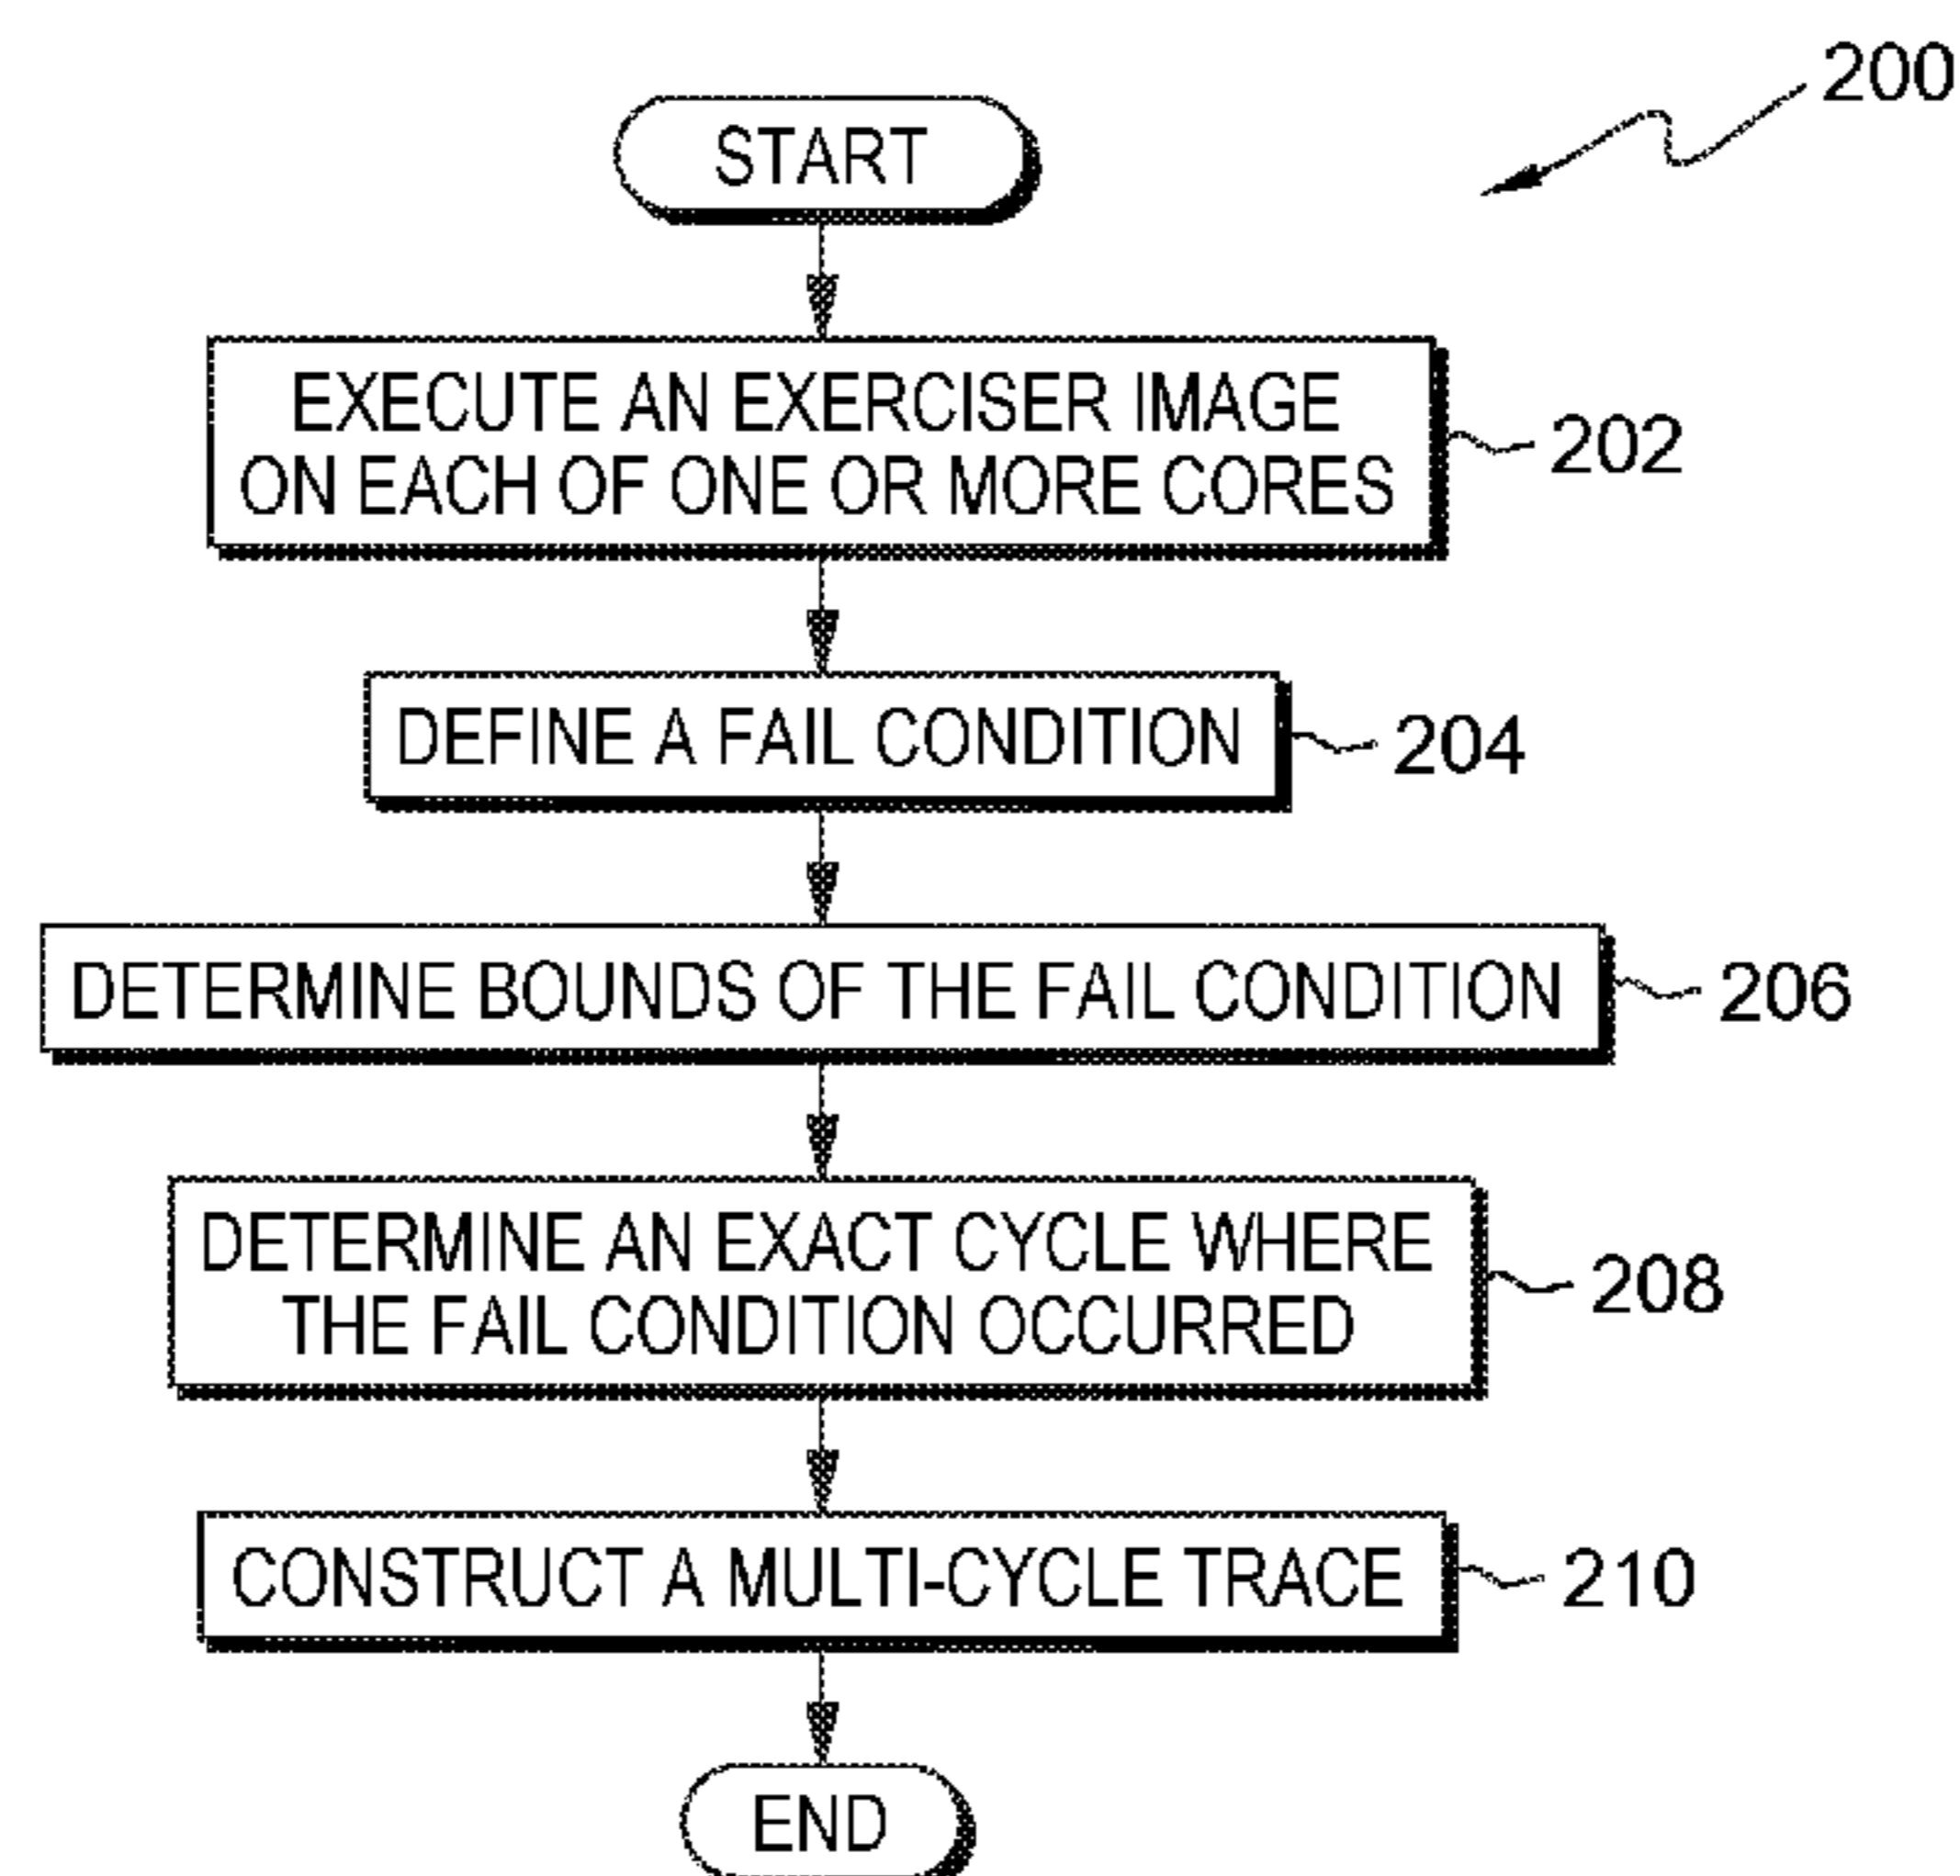 200
START
EXECUTE AN EXERCISER IMAGE
ON EACH OF ONE OR MORE CORES
202
DEFINE A FAIL CONDITION
204
DETERMINE BOUNDS OF THE FAIL CONDITION
206
DETERMINE AN EXACT CYCLE WHERE
THE FAIL CONDITION OCCURRED
208
CONSTRUCT A MULTI-CYCLE TRACE
210
END